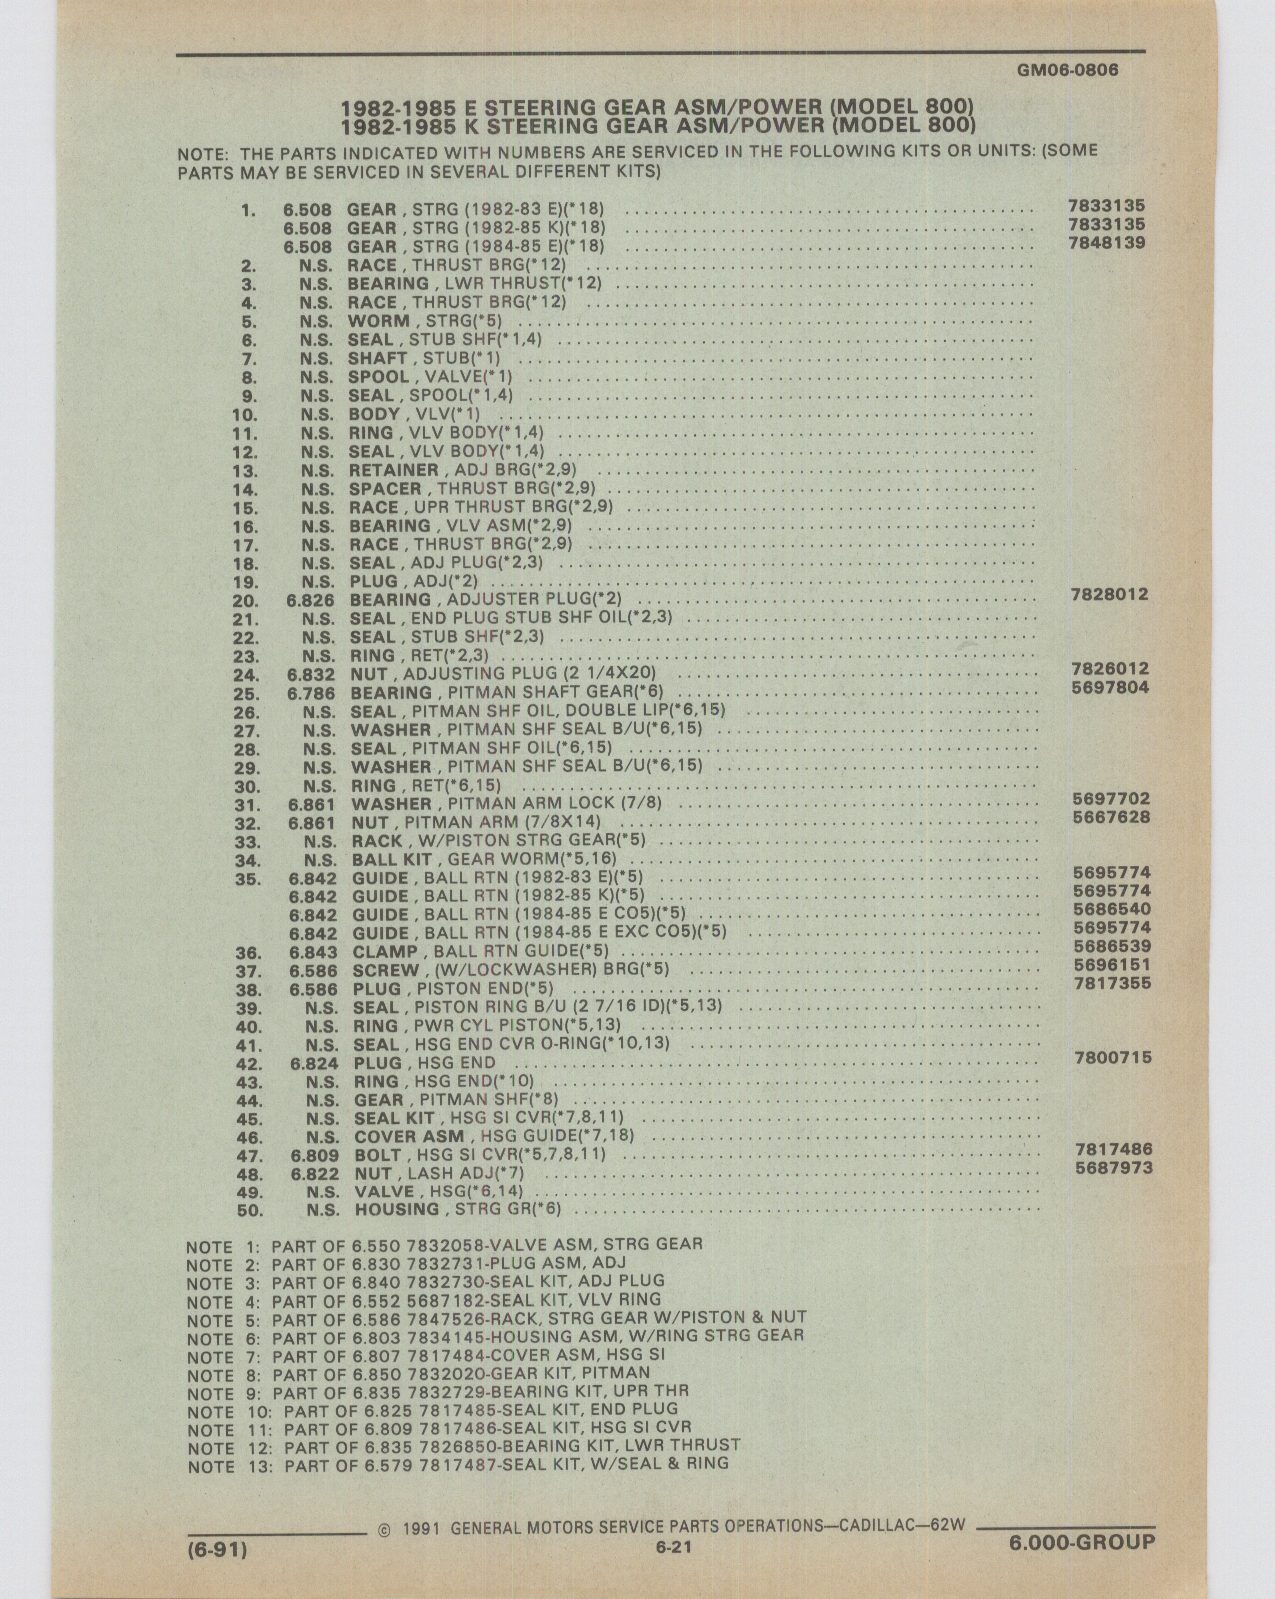 GM06-0806
1982-1985 E STEERING GEAR ASM/POWER (MODEL 800)
1982-1985 K STEERING GEAR ASM/POWER (MODEL 800)
NOTE: THE PARTS INDICATED WITH NUMBERS ARE SERVICED IN THE FOLLOWING KITS OR UNITS: (SOME
PARTS MAY BE SERVICED IN SEVERAL DIFFERENT KITS)
1. 6.508 GEAR , STRG (1982-83 E)(*18) ........ 7833135
6.508 GEAR , STRG (1982-85 K)(*18) ........ 7833135
6.508 GEAR , STRG (1984-85 E)(*18) ........ 7848139
2. N.S. RACE , THRUST BRG(*12) ........
3. N.S. BEARING , LWR THRUST(*12) ........
4. N.S. RACE , THRUST BRG(*12) ........
5. N.S. WORM , STRG(*5) ........
6. N.S. SEAL , STUB SHF(*1,4) ........
7. N.S. SHAFT , STUB(*1) ........
8. N.S. SPOOL , VALVE(*1) ........
9. N.S. SEAL , SPOOL(*1,4) ........
10. N.S. BODY , VLV(*1) ........
11. N.S. RING , VLV BODY(*1,4) ........
12. N.S. SEAL , VLV BODY(*1,4) ........
13. N.S. RETAINER , ADJ BRG(*2,9) ........
14. N.S. SPACER , THRUST BRG(*2,9) ........
15. N.S. RACE , UPR THRUST BRG(*2,9) ........
16. N.S. BEARING , VLV ASM(*2,9) ........
17. N.S. RACE , THRUST BRG(*2,9) ........
18. N.S. SEAL , ADJ PLUG(*2,3) ........
19. N.S. PLUG , ADJ(*2) ........
20. 6.826 BEARING , ADJUSTER PLUG(*2) ........ 7828012
21. N.S. SEAL , END PLUG STUB SHF OIL(*2,3) ........
22. N.S. SEAL , STUB SHF(*2,3) ........
23. N.S. RING , RET(*2,3) ........
24. 6.832 NUT , ADJUSTING PLUG (2 1/4X20) ........ 7826012
25. 6.786 BEARING , PITMAN SHAFT GEAR(*6) ........ 5697804
26. N.S. SEAL , PITMAN SHF OIL, DOUBLE LIP(*6,15) ........
27. N.S. WASHER , PITMAN SHF SEAL B/U(*6,15) ........
28. N.S. SEAL , PITMAN SHF OIL(*6,15) ........
29. N.S. WASHER , PITMAN SHF SEAL B/U(*6,15) ........
30. N.S. RING , RET(*6,15) ........
31. 6.861 WASHER , PITMAN ARM LOCK (7/8) ........ 5697702
32. 6.861 NUT , PITMAN ARM (7/8X14) ........ 5667628
33. N.S. RACK , W/PISTON STRG GEAR(*5) ........
34. N.S. BALL KIT , GEAR WORM(*5,16) ........
35. 6.842 GUIDE , BALL RTN (1982-83 E)(*5) ........ 5695774
6.842 GUIDE , BALL RTN (1982-85 K)(*5) ........ 5695774
6.842 GUIDE , BALL RTN (1984-85 E CO5)(*5) ........ 5686540
6.842 GUIDE , BALL RTN (1984-85 E EXC CO5)(*5) ........ 5695774
36. 6.843 CLAMP , BALL RTN GUIDE(*5) ........ 5686539
37. 6.586 SCREW , (W/LOCKWASHER) BRG(*5) ........ 5696151
38. 6.586 PLUG , PISTON END(*5) ........ 7817355
39. N.S. SEAL , PISTON RING B/U (2 7/16 ID)(*5,13) ........
40. N.S. RING , PWR CYL PISTON(*5,13) ........
41. N.S. SEAL , HSG END CVR O-RING(*10,13) ........
42. 6.824 PLUG , HSG END ........ 7800715
43. N.S. RING , HSG END(*10) ........
44. N.S. GEAR , PITMAN SHF(*8) ........
45. N.S. SEAL KIT , HSG SI CVR(*7,8,11) ........
46. N.S. COVER ASM , HSG GUIDE(*7,18) ........
47. 6.809 BOLT , HSG SI CVR(*5,7,8,11) ........ 7817486
48. 6.822 NUT , LASH ADJ(*7) ........ 5687973
49. N.S. VALVE , HSG(*6,14) ........
50. N.S. HOUSING , STRG GR(*6) ........
NOTE 1: PART OF 6.550 7832058-VALVE ASM, STRG GEAR
NOTE 2: PART OF 6.830 7832731-PLUG ASM, ADJ
NOTE 3: PART OF 6.840 7832730-SEAL KIT, ADJ PLUG
NOTE 4: PART OF 6.552 5687182-SEAL KIT, VLV RING
NOTE 5: PART OF 6.586 7847526-RACK, STRG GEAR W/PISTON & NUT
NOTE 6: PART OF 6.803 7834145-HOUSING ASM, W/RING STRG GEAR
NOTE 7: PART OF 6.807 7817484-COVER ASM, HSG SI
NOTE 8: PART OF 6.850 7832020-GEAR KIT, PITMAN
NOTE 9: PART OF 6.835 7832729-BEARING KIT, UPR THR
NOTE 10: PART OF 6.825 7817485-SEAL KIT, END PLUG
NOTE 11: PART OF 6.809 7817486-SEAL KIT, HSG SI CVR
NOTE 12: PART OF 6.835 7826850-BEARING KIT, LWR THRUST
NOTE 13: PART OF 6.579 7817487-SEAL KIT, W/SEAL & RING
© 1991 GENERAL MOTORS SERVICE PARTS OPERATIONS—CADILLAC—62W
(6-91) 6-21 6.000-GROUP